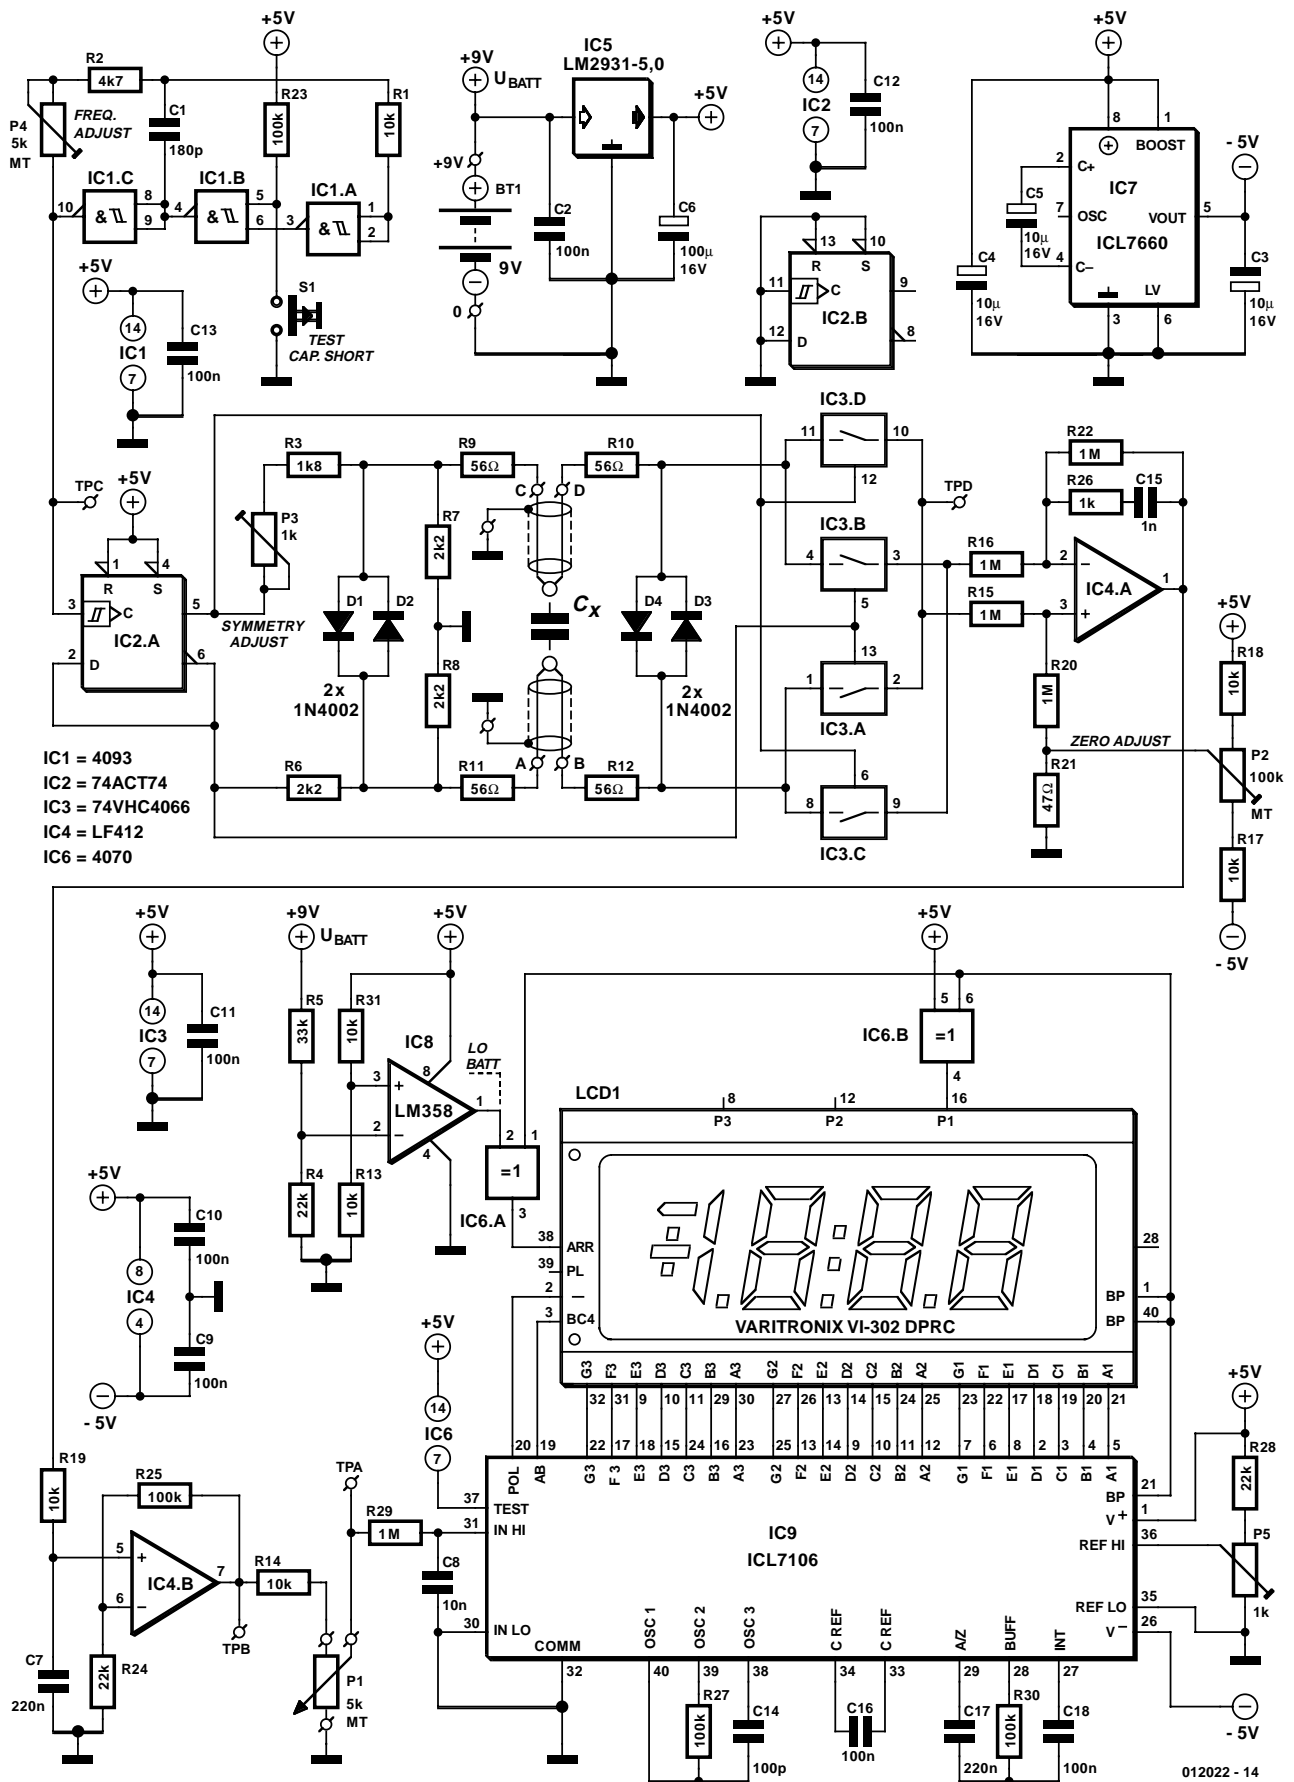 +5V
R2
4k7
P4
5k
MT
FREQ.
ADJUST
C1
180p
R23
100k
R1
10k
IC1.C
&
10
8
9
IC1.B
&
4
5
6
IC1.A
&
3
1
2
S1
TEST
CAP. SHORT
+5V
14
IC1
7
C13
100n
+9V
UBATT
IC5
LM2931-5,0
+5V
+9V
BT1
9V
0
C2
100n
C6
100µ
16V
+5V
14
IC2
7
C12
100n
13
10
R
S
11
C
9
IC2.B
12
D
8
+5V
8
1
BOOST
2
C+
IC7
C5
10µ
16V
7
OSC
VOUT
5
ICL7660
4
C–
LV
3
6
C4
10µ
16V
- 5V
C3
10µ
16V
TPC
+5V
1
4
R
S
3
C
5
IC2.A
2
D
6
R3
1k8
P3
1k
SYMMETRY
ADJUST
D1
D2
2x
1N4002
R7
2k2
R8
2k2
R6
2k2
R9
56Ω
R10
56Ω
C
D
CX
A
B
R11
56Ω
R12
56Ω
D4
D3
2x
1N4002
IC3.D
11
10
12
IC3.B
4
3
5
13
1
2
IC3.A
6
8
9
IC3.C
TPD
R16
1M
R15
1M
R22
1M
R26
1k
C15
1n
2
–
3
+
IC4.A
1
R20
1M
ZERO ADJUST
R21
47Ω
+5V
R18
10k
P2
100k
MT
R17
10k
- 5V
IC1 = 4093
IC2 = 74ACT74
IC3 = 74VHC4066
IC4 = LF412
IC6 = 4070
+5V
14
IC3
7
C11
100n
+9V
UBATT
R5
33k
R31
10k
+5V
IC8
8
3
+
LM358
1
2
–
4
R4
22k
R13
10k
LO
BATT
2
1
=1
IC6.A
3
+5V
5
6
IC6.B
=1
4
LCD1
8
12
16
P3
P2
P1
38
ARR
39
PL
2
–
3
BC4
28
BP
1
BP
40
VARITRONIX VI-302 DPRC
G3 F3 E3 D3 C3 B3 A3 G2 F2 E2 D2 C2 B2 A2 G1 F1 E1 D1 C1 B1 A1
32 31 9 10 11 29 30 27 26 13 14 15 24 25 23 22 17 18 19 20 21
20 19 22 17 18 15 24 16 23 25 13 14 9 10 11 12 7 6 8 2 3 4 5
POL AB G3 F 3 E3 D3 C3 B3 A3 G2 F2 E2 D2 C2 B2 A2 G1 F1 E1 D1 C1 B1 A1
+5V
8
IC4
4
- 5V
C10
100n
C9
100n
+5V
14
IC6
7
37
TEST
31
IN HI
30
IN LO
COMM
32
IC9
ICL7106
OSC 1
OSC 2
OSC 3
C REF
C REF
A/Z
BUFF
INT
40
39
38
34
33
29
28
27
BP
21
V+
1
REF HI
36
REF LO
35
V–
26
+5V
R28
22k
P5
1k
- 5V
R19
10k
R25
100k
5
+
6
–
IC4.B
7
TPB
R14
10k
C7
220n
R24
22k
TPA
R29
1M
C8
10n
P1
5k
MT
R27
100k
C14
100p
C16
100n
C17
220n
R30
100k
C18
100n
012022 - 14